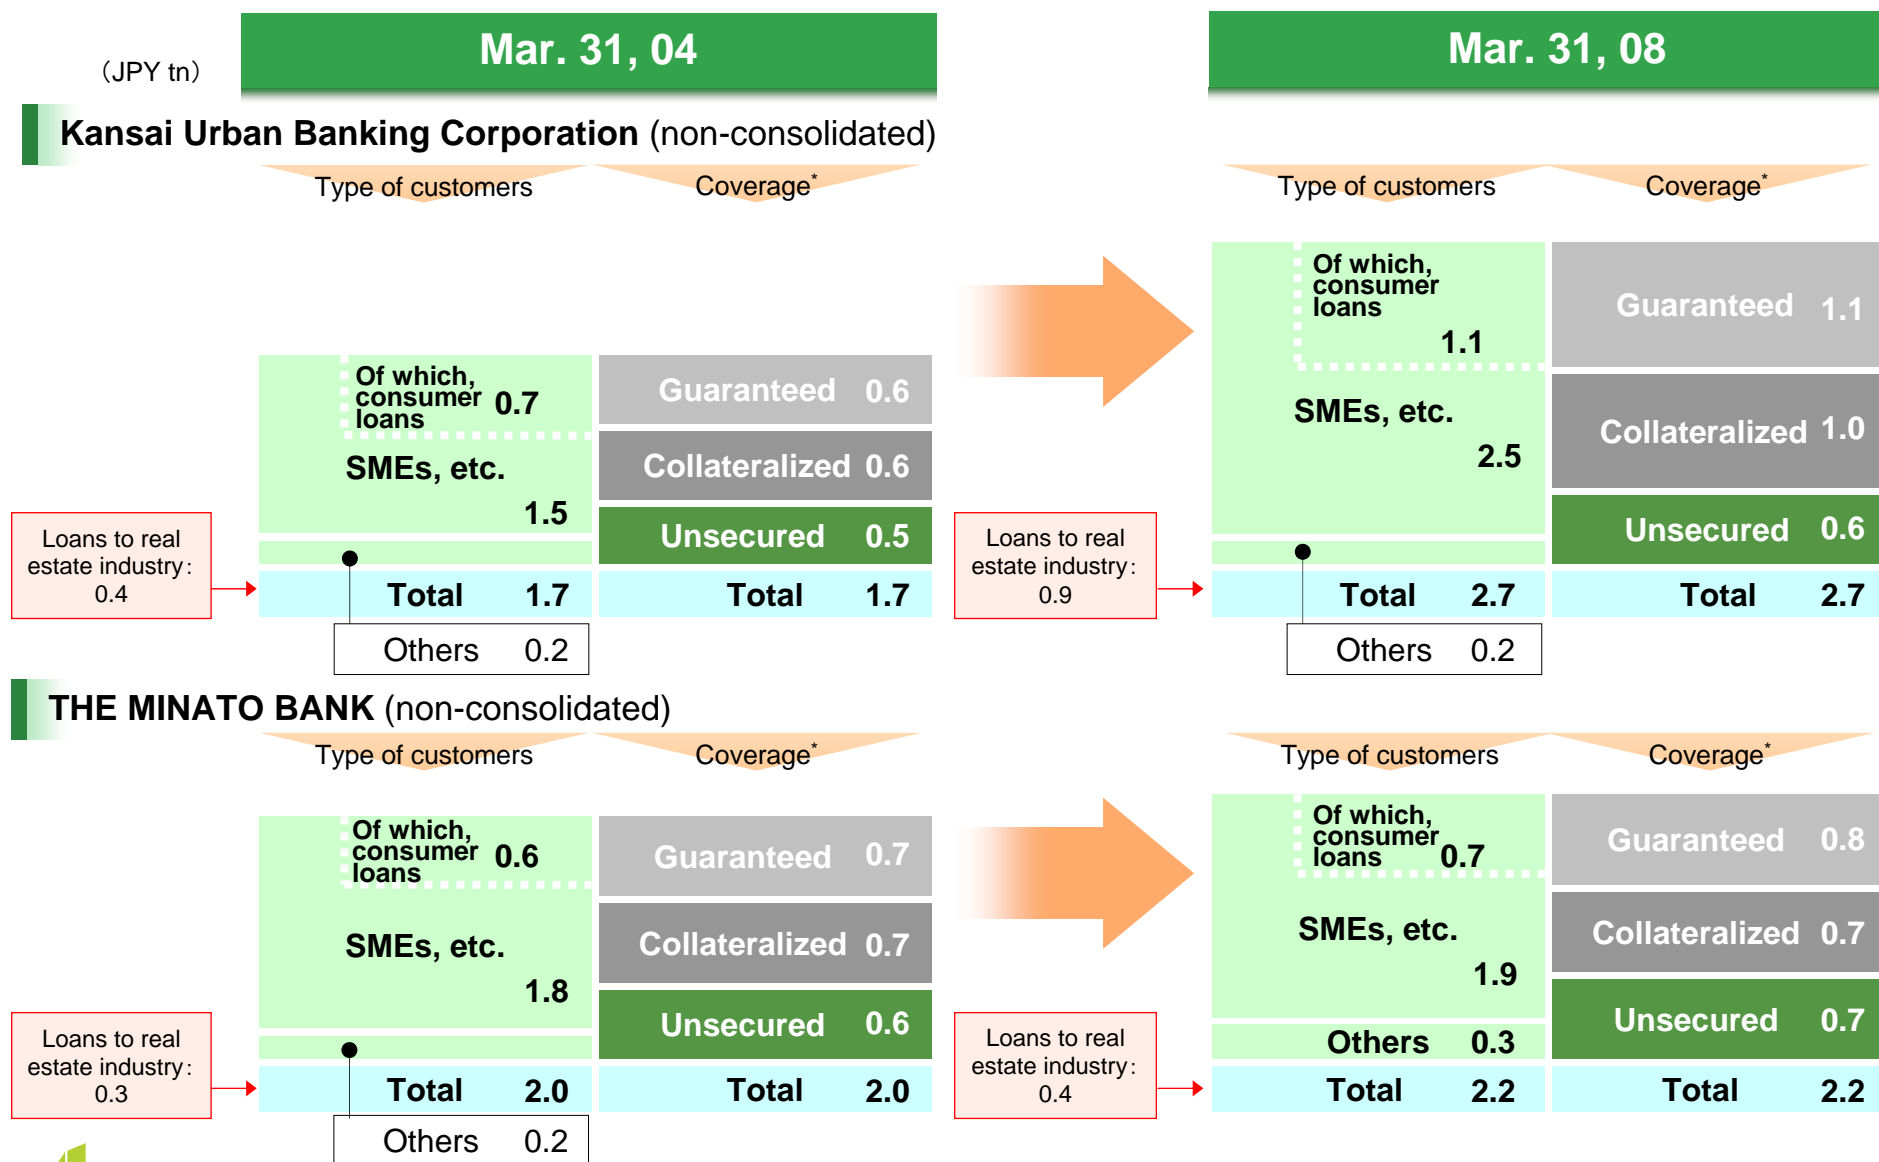 （JPY tn）
Mar. 31, 04
Mar. 31, 08
Kansai Urban Banking Corporation (non-consolidated)
Type of customers
Coverage*
Type of customers
Coverage*
Of which,
consumer
loans
0.7
SMEs, etc.
1.5
Guaranteed 0.6
Collateralized 0.6
Unsecured 0.5
Loans to real
estate industry：
0.4
Total 1.7
Total 1.7
Others 0.2
Of which,
consumer
loans
1.1
SMEs, etc.
2.5
Guaranteed 1.1
Collateralized 1.0
Unsecured 0.6
Loans to real
estate industry：
0.9
Total 2.7
Total 2.7
Others 0.2
THE MINATO BANK (non-consolidated)
Type of customers
Coverage*
Type of customers
Coverage*
Of which,
consumer
loans
0.6
SMEs, etc.
1.8
Guaranteed 0.7
Collateralized 0.7
Unsecured 0.6
Loans to real
estate industry：
0.3
Total 2.0
Total 2.0
Others 0.2
Of which,
consumer
loans
0.7
SMEs, etc.
1.9
Others 0.3
Guaranteed 0.8
Collateralized 0.7
Unsecured 0.7
Loans to real
estate industry：
0.4
Total 2.2
Total 2.2